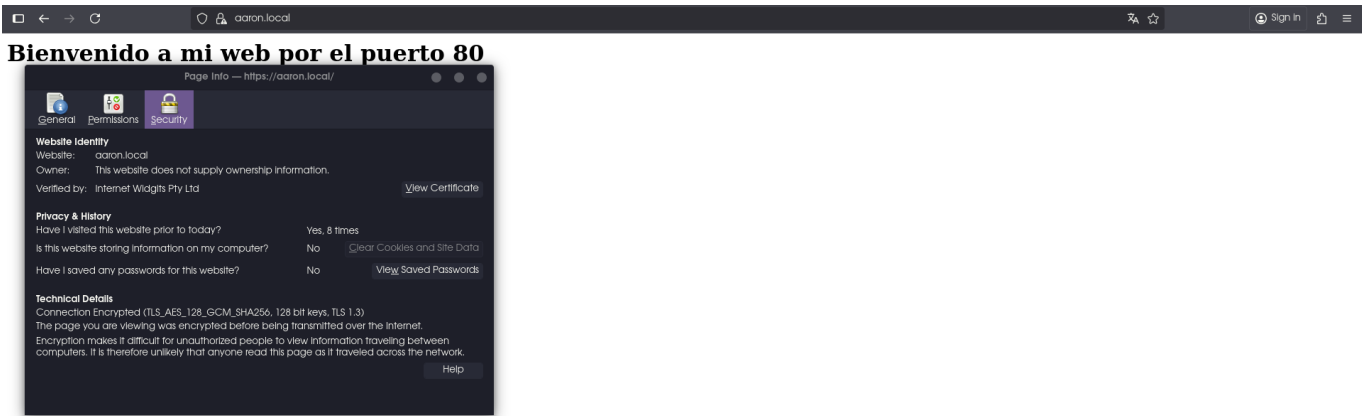 aaron.local
Sign In
Bienvenido a mi web por el puerto 80
Page Info — https://aaron.local/
General Permissions Security
Website Identity
Website: aaron.local
Owner: This website does not supply ownership information.
Verified by: Internet Widgits Pty Ltd View Certificate
Privacy & History
Have I visited this website prior to today? Yes, 8 times
Is this website storing information on my computer? No Clear Cookies and Site Data
Have I saved any passwords for this website? No View Saved Passwords
Technical Details
Connection Encrypted (TLS_AES_128_GCM_SHA256, 128 bit keys, TLS 1.3)
The page you are viewing was encrypted before being transmitted over the Internet.
Encryption makes it difficult for unauthorized people to view information traveling between
computers. It is therefore unlikely that anyone read this page as it traveled across the network.
Help